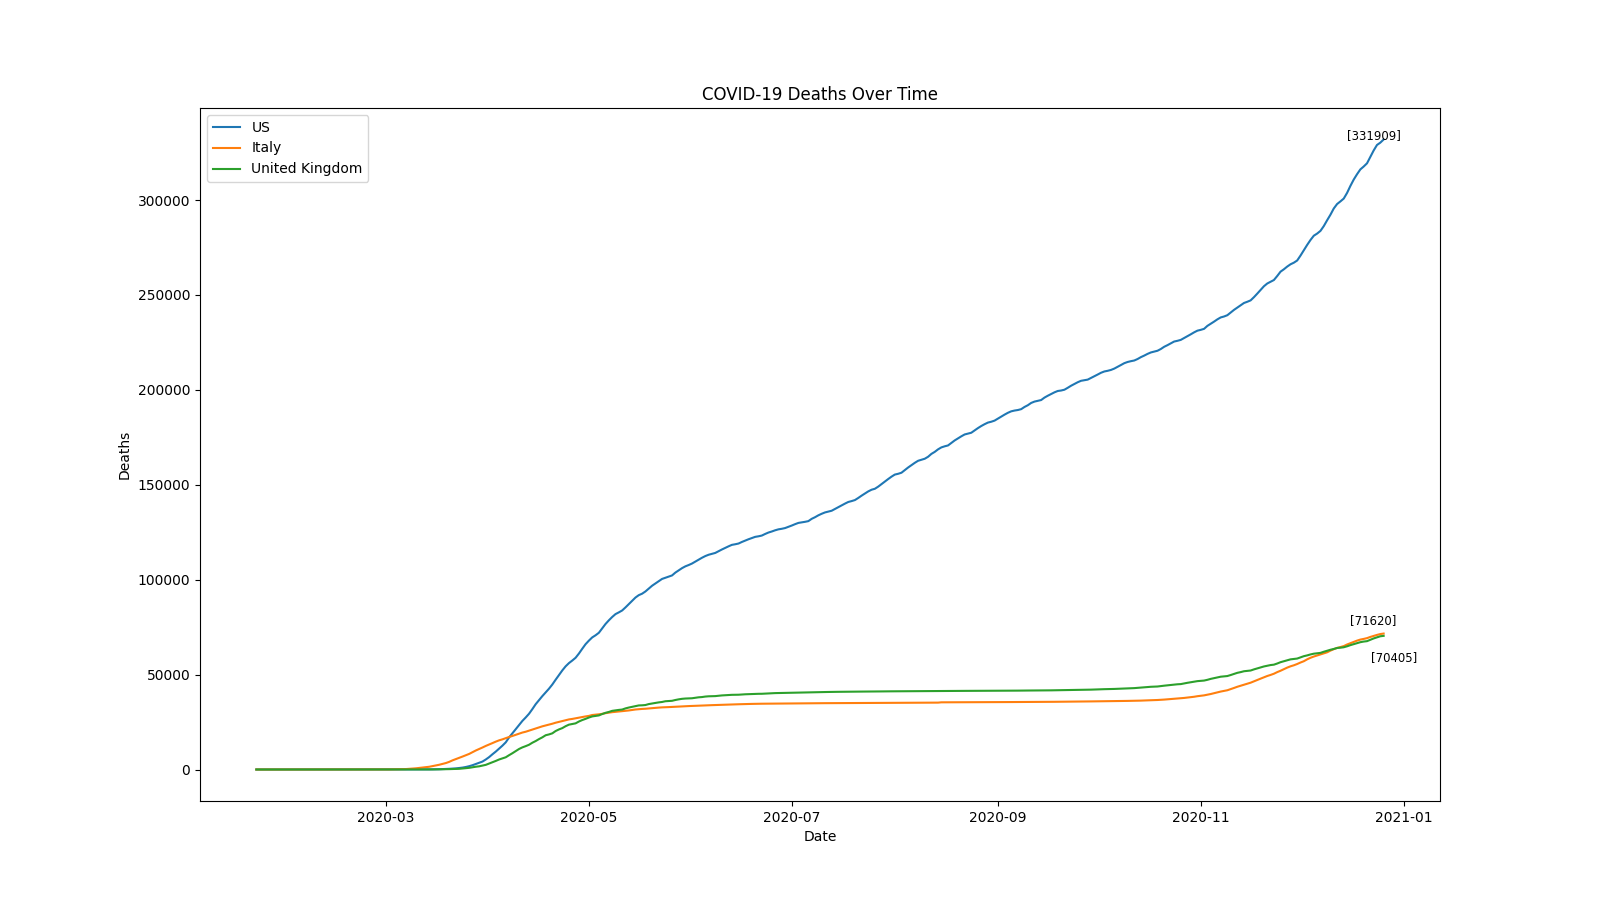 COVID-19 Deaths Over Time
US
Italy
United Kingdom
[331909]
[71620]
[70405]
300000
250000
200000
150000
100000
50000
0
Deaths
2020-03
2020-05
2020-07
2020-09
2020-11
2021-01
Date